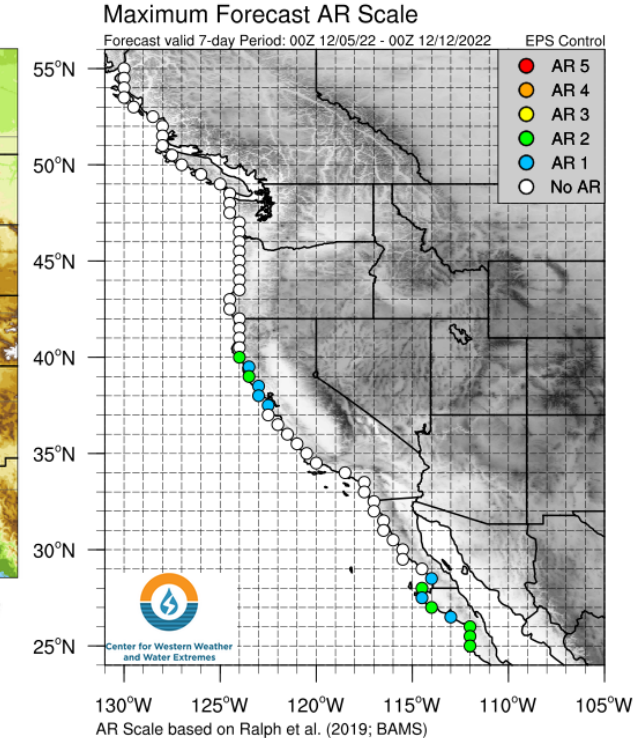 Maximum Forecast AR Scale
Forecast valid 7-day Period: 00Z 12/05/22 - 00Z 12/12/2022 EPS Control
AR 5
AR 4
AR 3
AR 2
AR 1
No AR
55°N
50°N
45°N
40°N
35°N
30°N
25°N
Center for Western Weather
and Water Extremes
130°W 125°W 120°W 115°W 110°W 105°W
AR Scale based on Ralph et al. (2019; BAMS)